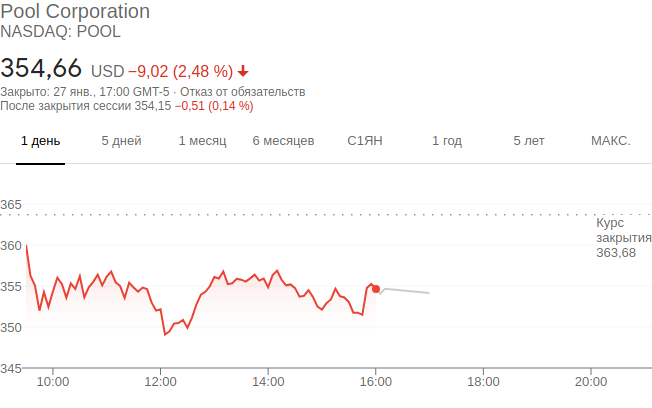 Pool Corporation
NASDAQ: POOL
354,66 USD −9,02 (2,48 %)
Закрыто: 27 янв., 17:00 GMT-5 · Отказ от обязательств
После закрытия сессии 354,15 −0,51 (0,14 %)
1 день 5 дней 1 месяц 6 месяцев С1ЯН 1 год 5 лет МАКС.
365
Курс
закрытия
363,68
360
355
350
345
10:00 12:00 14:00 16:00 18:00 20:00